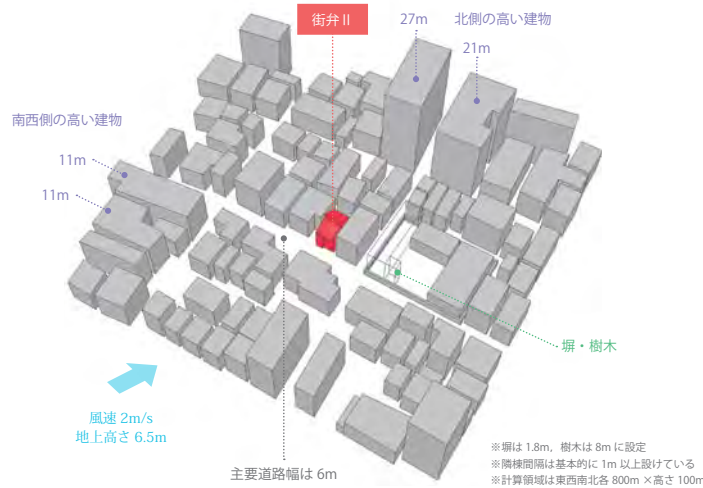 街弁Ⅱ
27m
北側の高い建物
21m
南西側の高い建物
11m
11m
塀・樹木
風速 2m/s
地上高さ 6.5m
主要道路幅は 6m
※塀は 1.8m，樹木は 8m に設定
※隣棟間隔は基本的に 1m 以上設けている
※計算領域は東西南北各 800m ×高さ 100m